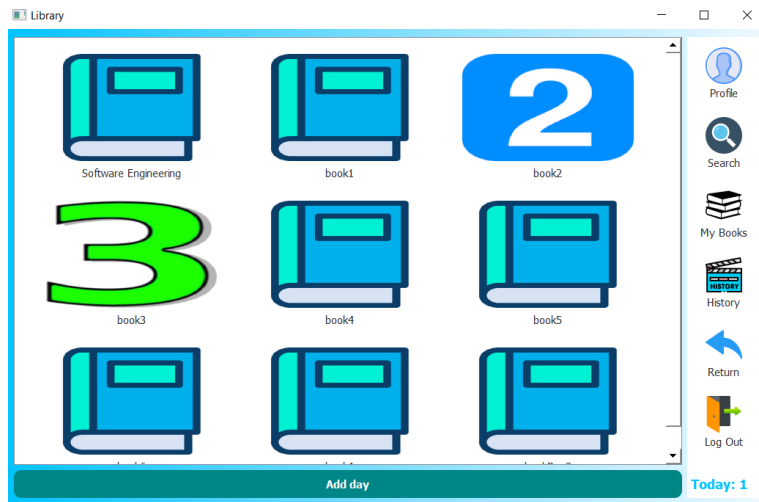 Library
Software Engineering
book1
book2
2
3
book3
book4
book5
Profile
Search
My Books
HISTORY
History
Return
Log Out
Add day
Today: 1